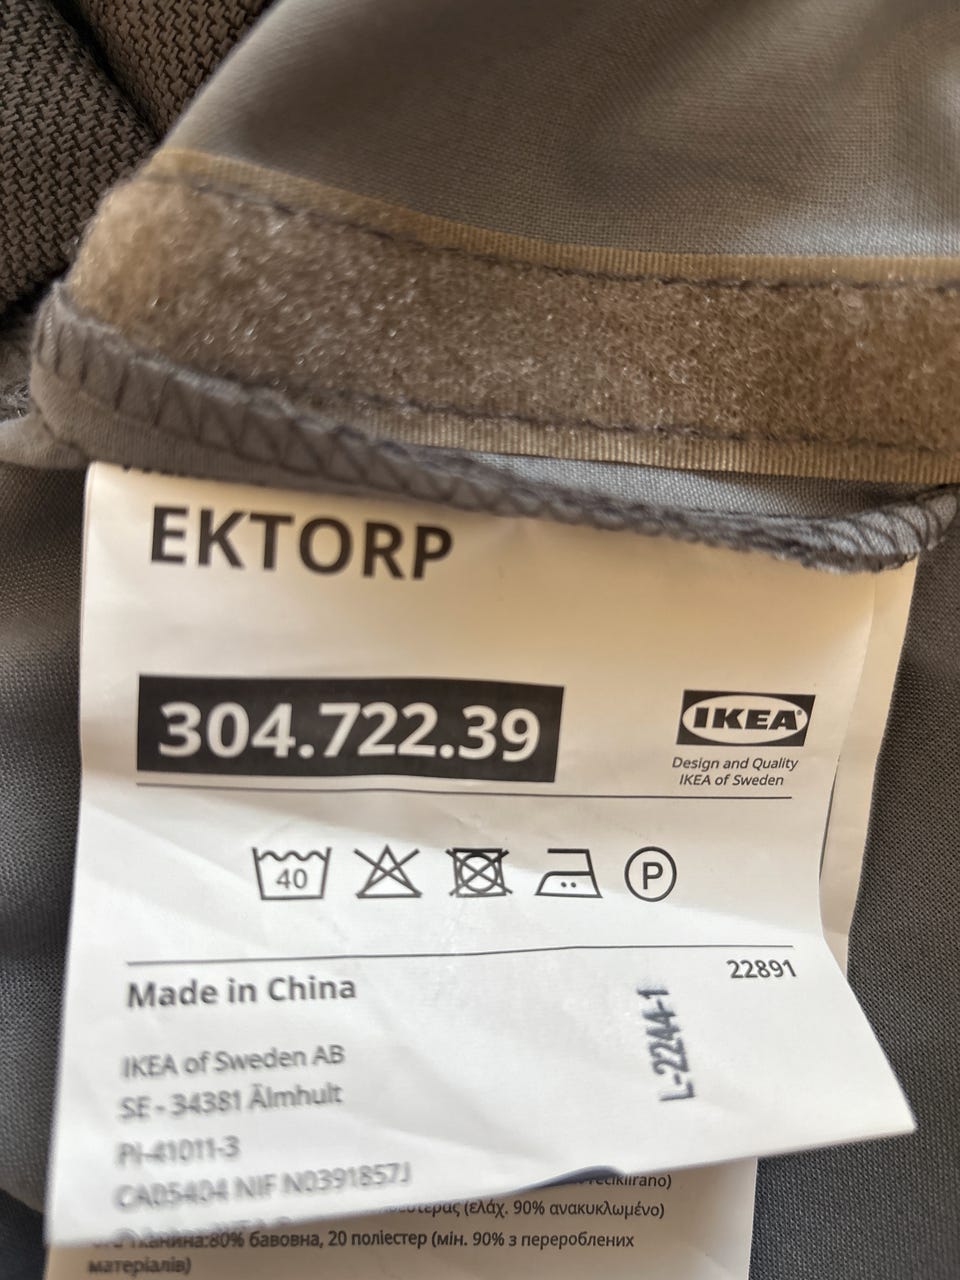 EKTORP
304.722.39
IKEA®
Design and Quality
IKEA of Sweden
40
P
22891
Made in China
L-2244-1
IKEA of Sweden AB
SE - 34381 Älmhult
PI-41011-3
CA05404 NIF N0391857J
(ελάχ. 90% ανακυκλωμένο)
80% бавовна, 20 поліестер (мін. 90% з перероблених
матеріалів)